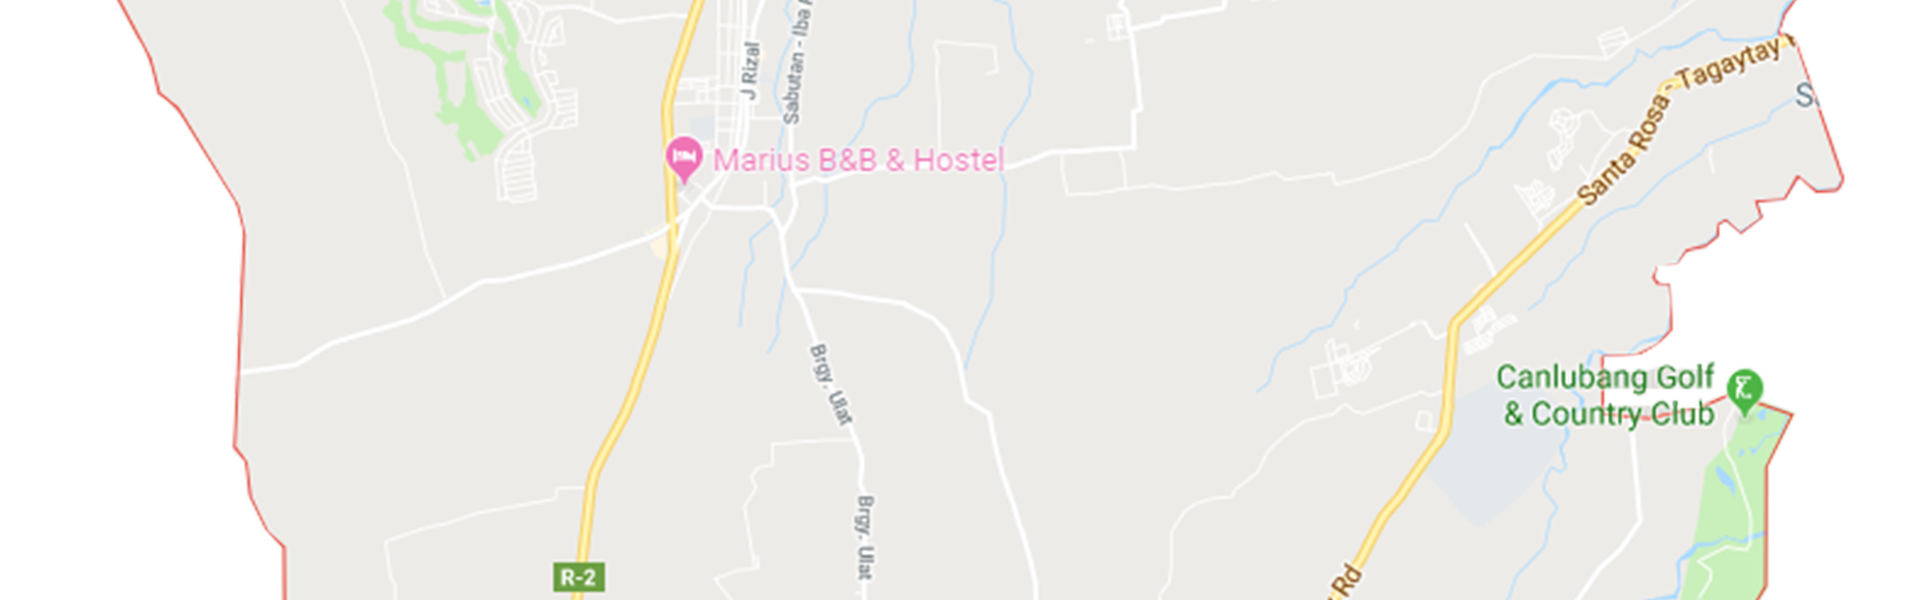 J Rizal
Sabutan - Iba
Santa Rosa - Tagaytay
Marius B&B & Hostel
Brgy. Ulat
Canlubang Golf
& Country Club
Brgy. Ulat
R-2
Rd